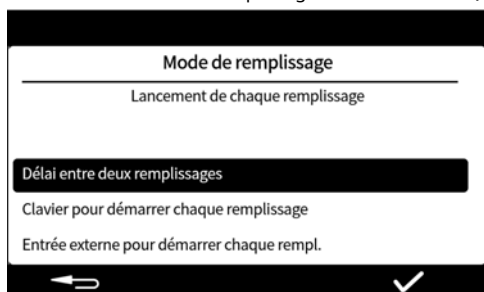 Mode de remplissage
Lancement de chaque remplissage
Délai entre deux remplissages
Clavier pour démarrer chaque remplissage
Entrée externe pour démarrer chaque rempl.